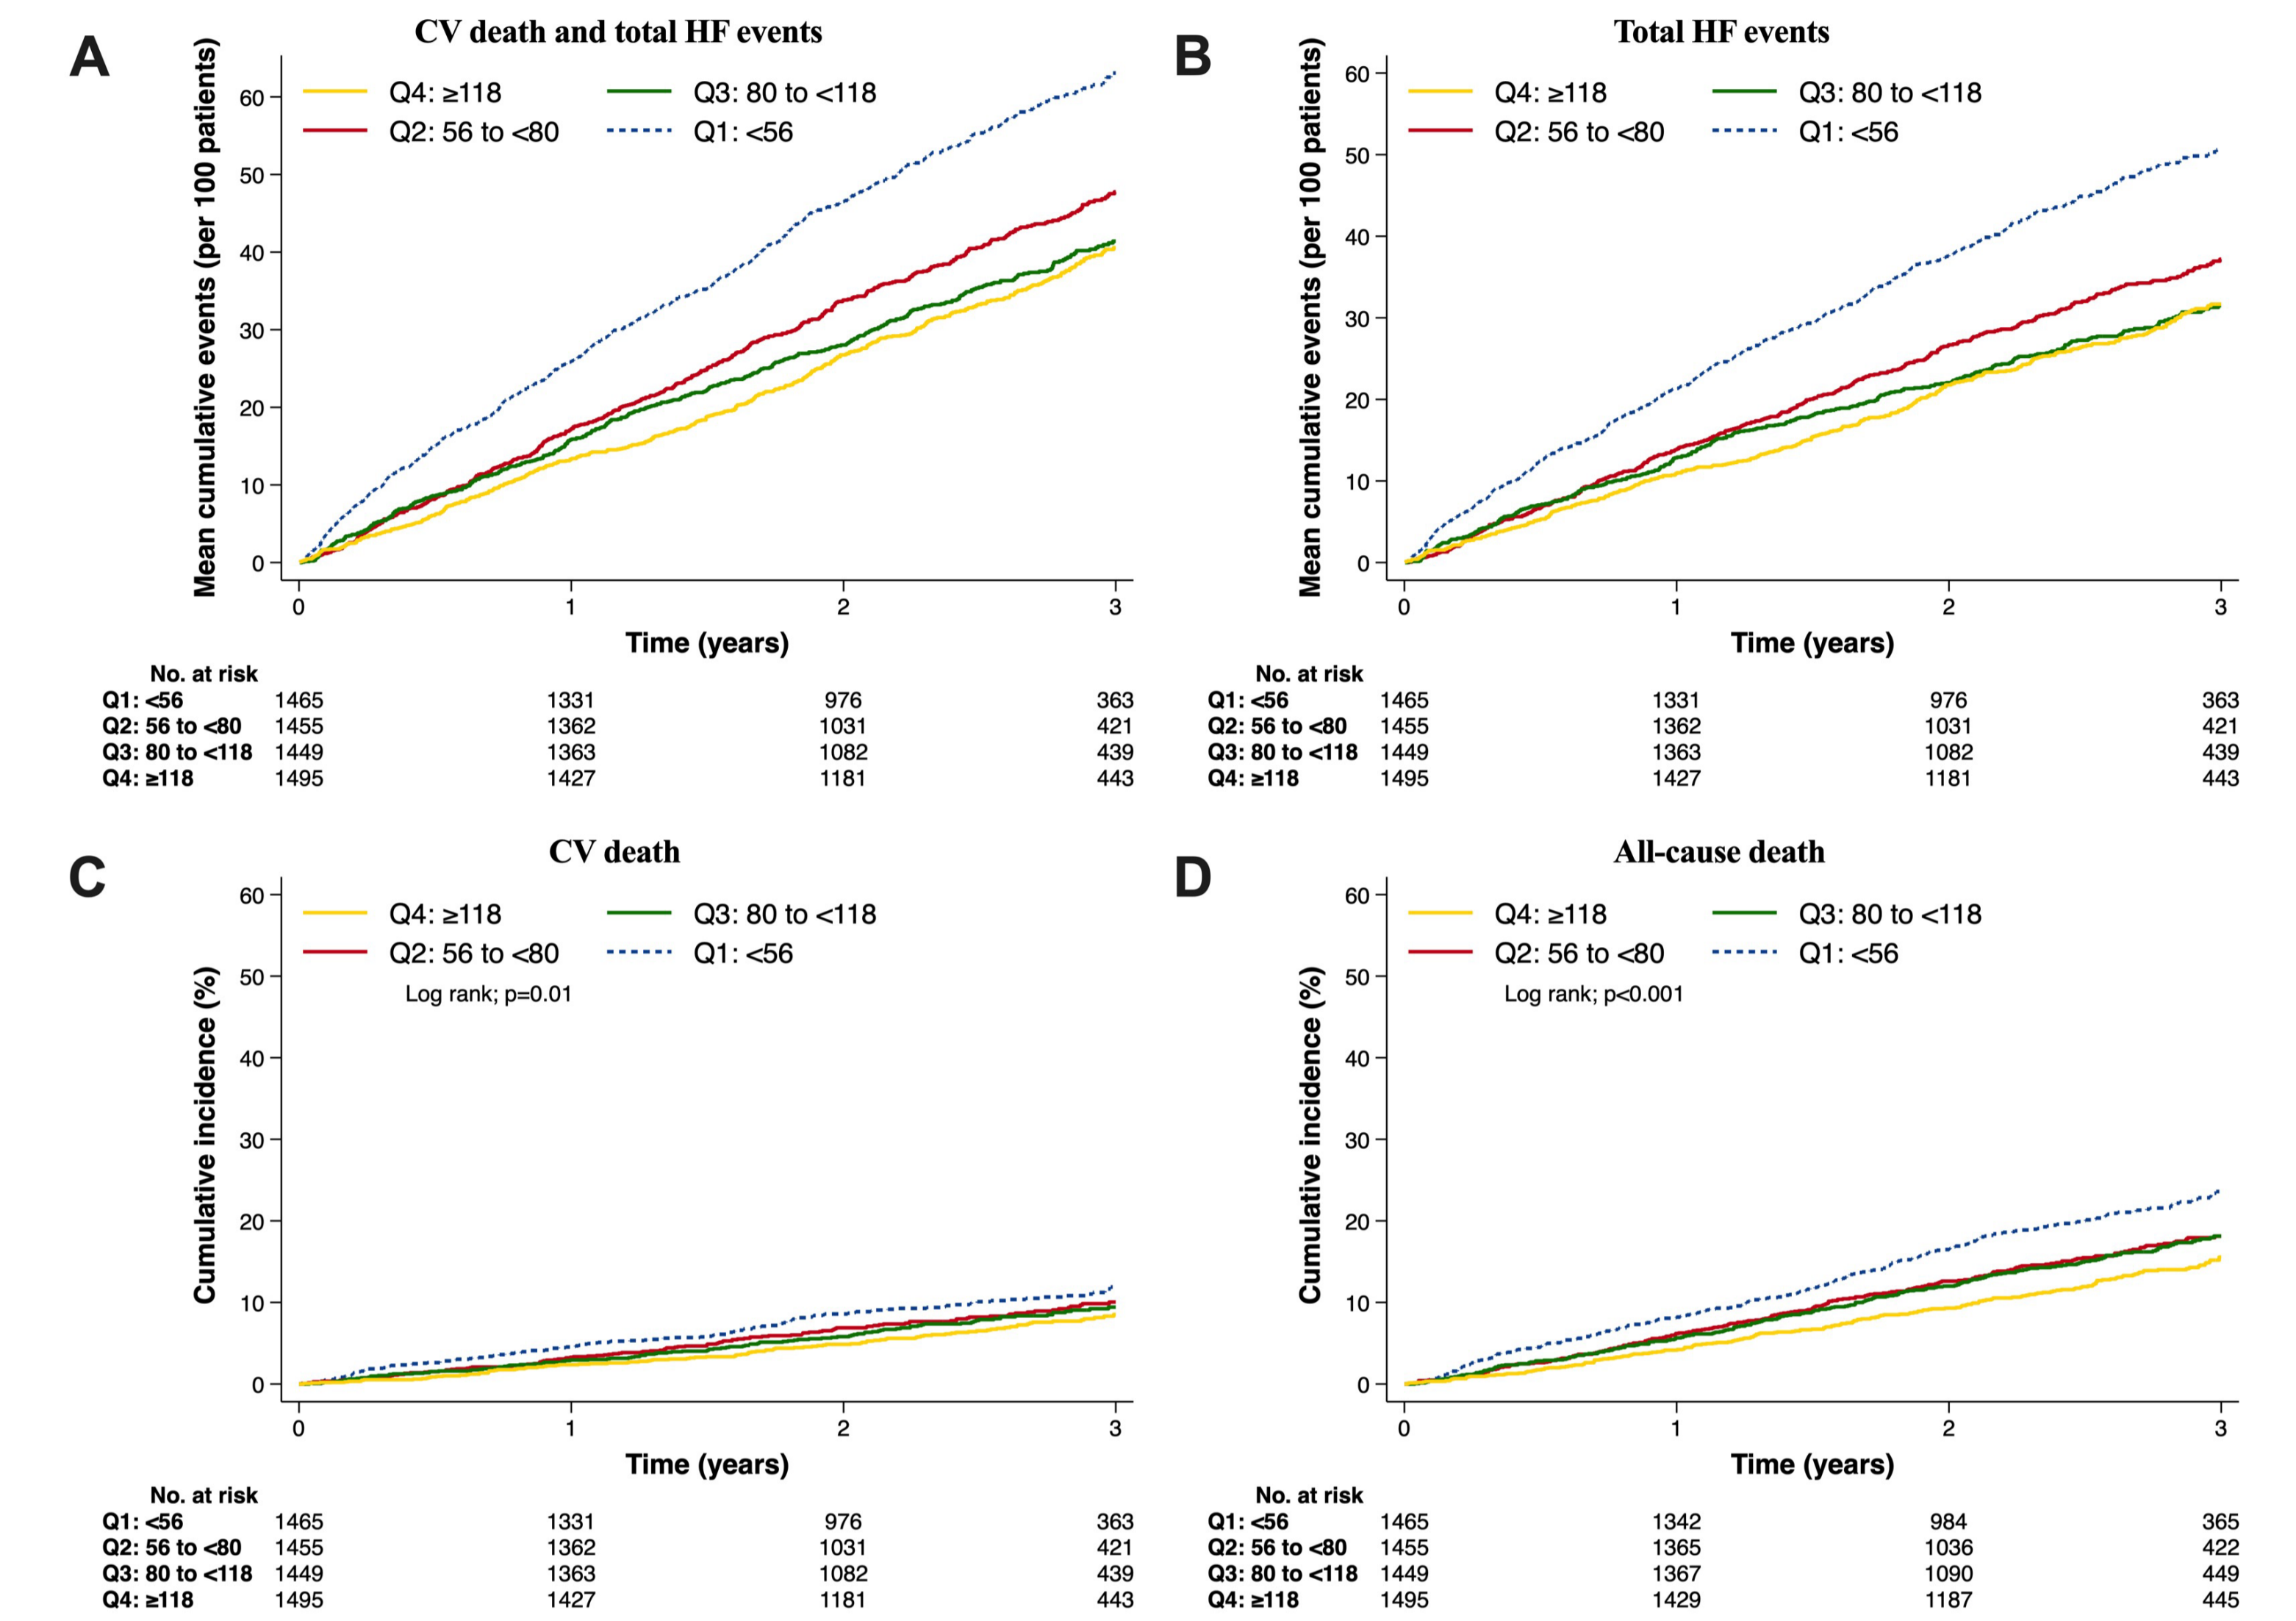 A
CV death and total HF events
Mean cumulative events (per 100 patients)
Q4: ≥118
Q3: 80 to <118
Q2: 56 to <80
Q1: <56
60
50
40
30
20
10
0
0 1 2 3
Time (years)
No. at risk
Q1: <56 1465 1331 976 363
Q2: 56 to <80 1455 1362 1031 421
Q3: 80 to <118 1449 1363 1082 439
Q4: ≥118 1495 1427 1181 443
B
Total HF events
Mean cumulative events (per 100 patients)
Q4: ≥118
Q3: 80 to <118
Q2: 56 to <80
Q1: <56
60
50
40
30
20
10
0
0 1 2 3
Time (years)
No. at risk
Q1: <56 1465 1331 976 363
Q2: 56 to <80 1455 1362 1031 421
Q3: 80 to <118 1449 1363 1082 439
Q4: ≥118 1495 1427 1181 443
C
CV death
Cumulative incidence (%)
Q4: ≥118
Q3: 80 to <118
Q2: 56 to <80
Q1: <56
Log rank; p=0.01
60
50
40
30
20
10
0
0 1 2 3
Time (years)
No. at risk
Q1: <56 1465 1331 976 363
Q2: 56 to <80 1455 1362 1031 421
Q3: 80 to <118 1449 1363 1082 439
Q4: ≥118 1495 1427 1181 443
D
All-cause death
Cumulative incidence (%)
Q4: ≥118
Q3: 80 to <118
Q2: 56 to <80
Q1: <56
Log rank; p<0.001
60
50
40
30
20
10
0
0 1 2 3
Time (years)
No. at risk
Q1: <56 1465 1342 984 365
Q2: 56 to <80 1455 1365 1036 422
Q3: 80 to <118 1449 1367 1090 449
Q4: ≥118 1495 1429 1187 445